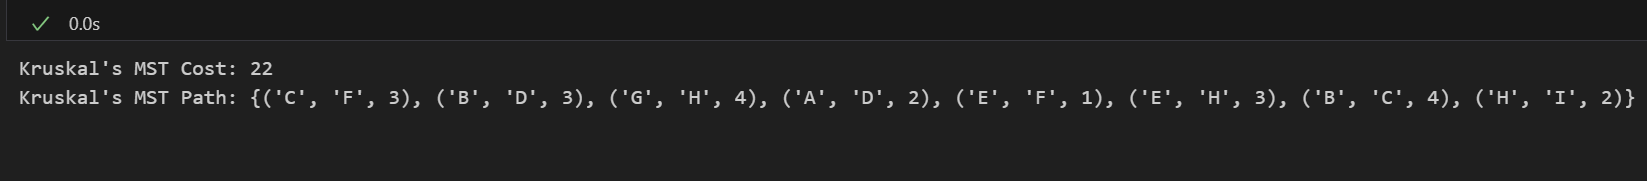 0.0s
Kruskal's MST Cost: 22
Kruskal's MST Path: {('C', 'F', 3), ('B', 'D', 3), ('G', 'H', 4), ('A', 'D', 2), ('E', 'F', 1), ('E', 'H', 3), ('B', 'C', 4), ('H', 'I', 2)}